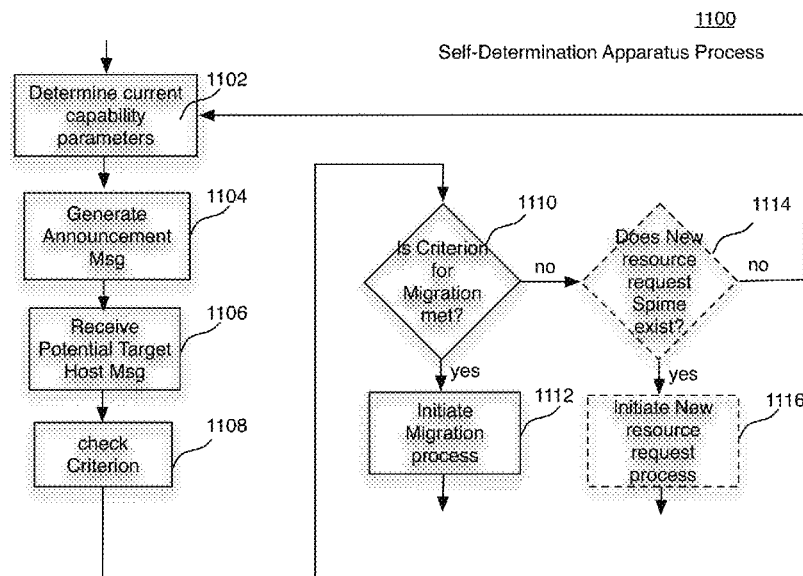 1100
Self-Determination Apparatus Process
1102
Determine current
capability
parameters
1104
Generate
Announcement
Msg
1106
Receive
Potential Target
Host Msg
1108
check
Criterion
1110
Is Criterion
for
Migration
met?
no
yes
1112
Initiate
Migration
process
1114
Does New
resource
request
Spime
exist?
no
yes
1116
Initiate New
resource
request
process